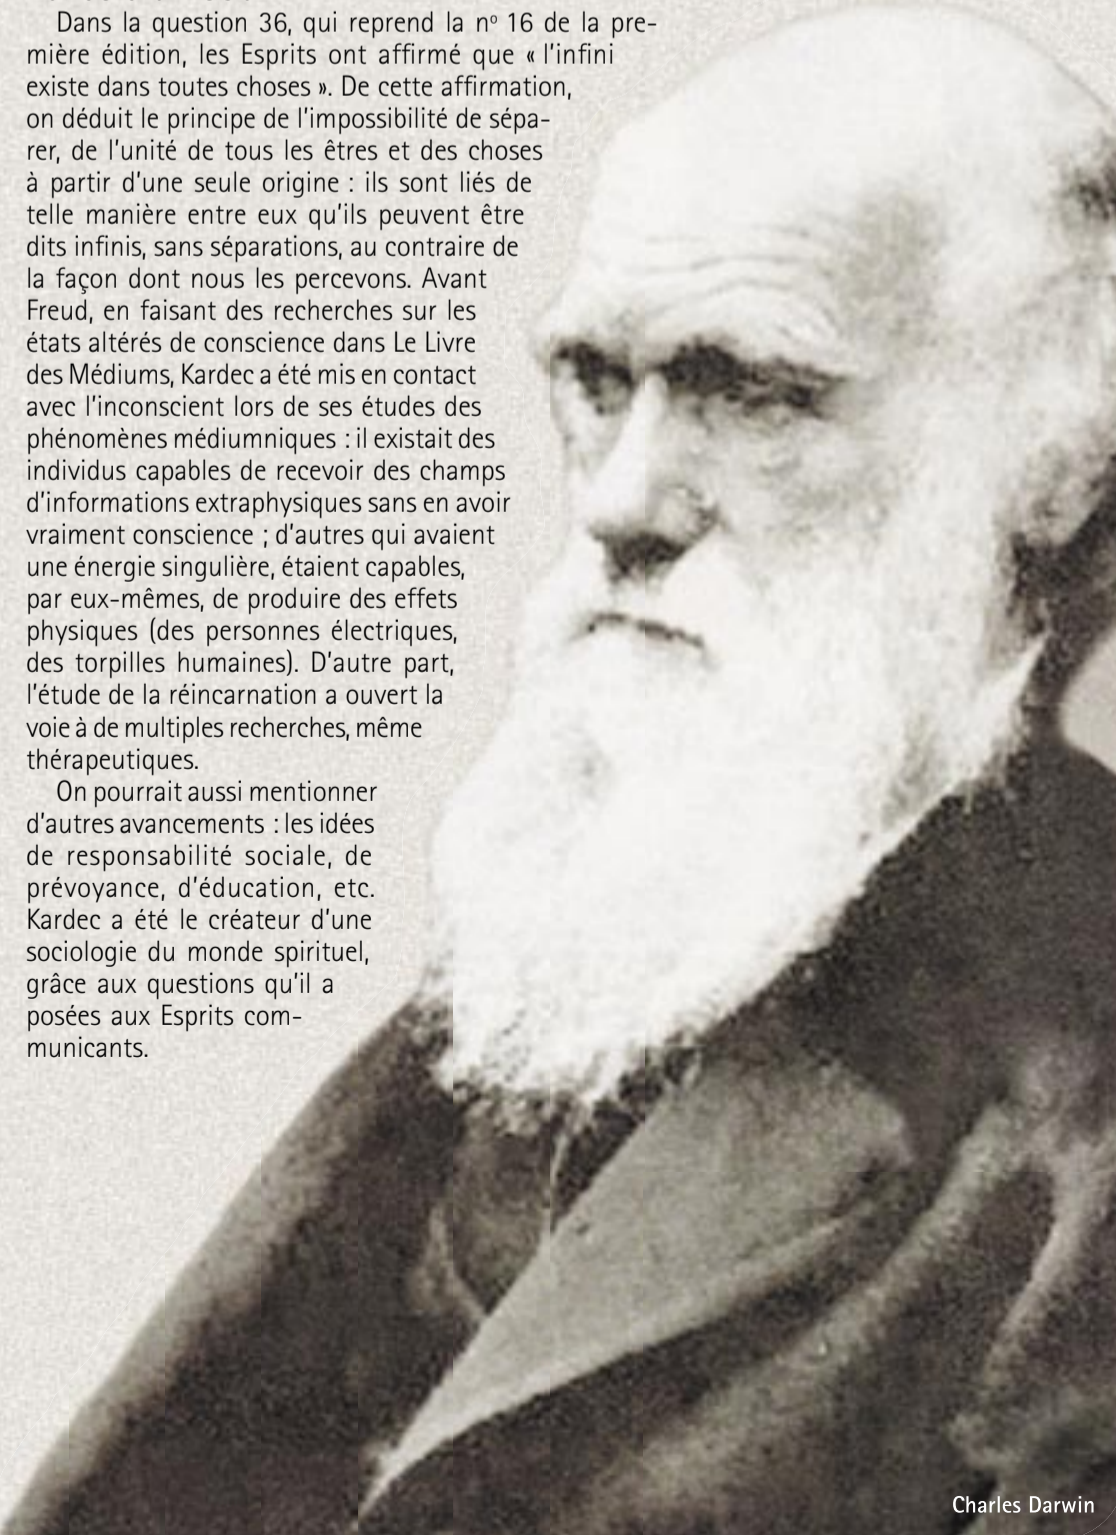 Dans la question 36, qui reprend la nº 16 de la pre-
mière édition, les Esprits ont affirmé que « l'infini
existe dans toutes choses ». De cette affirmation,
on déduit le principe de l'impossibilité de sépa-
rer, de l'unité de tous les êtres et des choses
à partir d'une seule origine : ils sont liés de
telle manière entre eux qu'ils peuvent être
dits infinis, sans séparations, au contraire de
la façon dont nous les percevons. Avant
Freud, en faisant des recherches sur les
états altérés de conscience dans Le Livre
des Médiums, Kardec a été mis en contact
avec l'inconscient lors de ses études des
phénomènes médiumniques : il existait des
individus capables de recevoir des champs
d'informations extraphysiques sans en avoir
vraiment conscience ; d'autres qui avaient
une énergie singulière, étaient capables,
par eux-mêmes, de produire des effets
physiques (des personnes électriques,
des torpilles humaines). D'autre part,
l'étude de la réincarnation a ouvert la
voie à de multiples recherches, même
thérapeutiques.
On pourrait aussi mentionner
d'autres avancements : les idées
de responsabilité sociale, de
prévoyance, d'éducation, etc.
Kardec a été le créateur d'une
sociologie du monde spirituel,
grâce aux questions qu'il a
posées aux Esprits com-
municants.
Charles Darwin